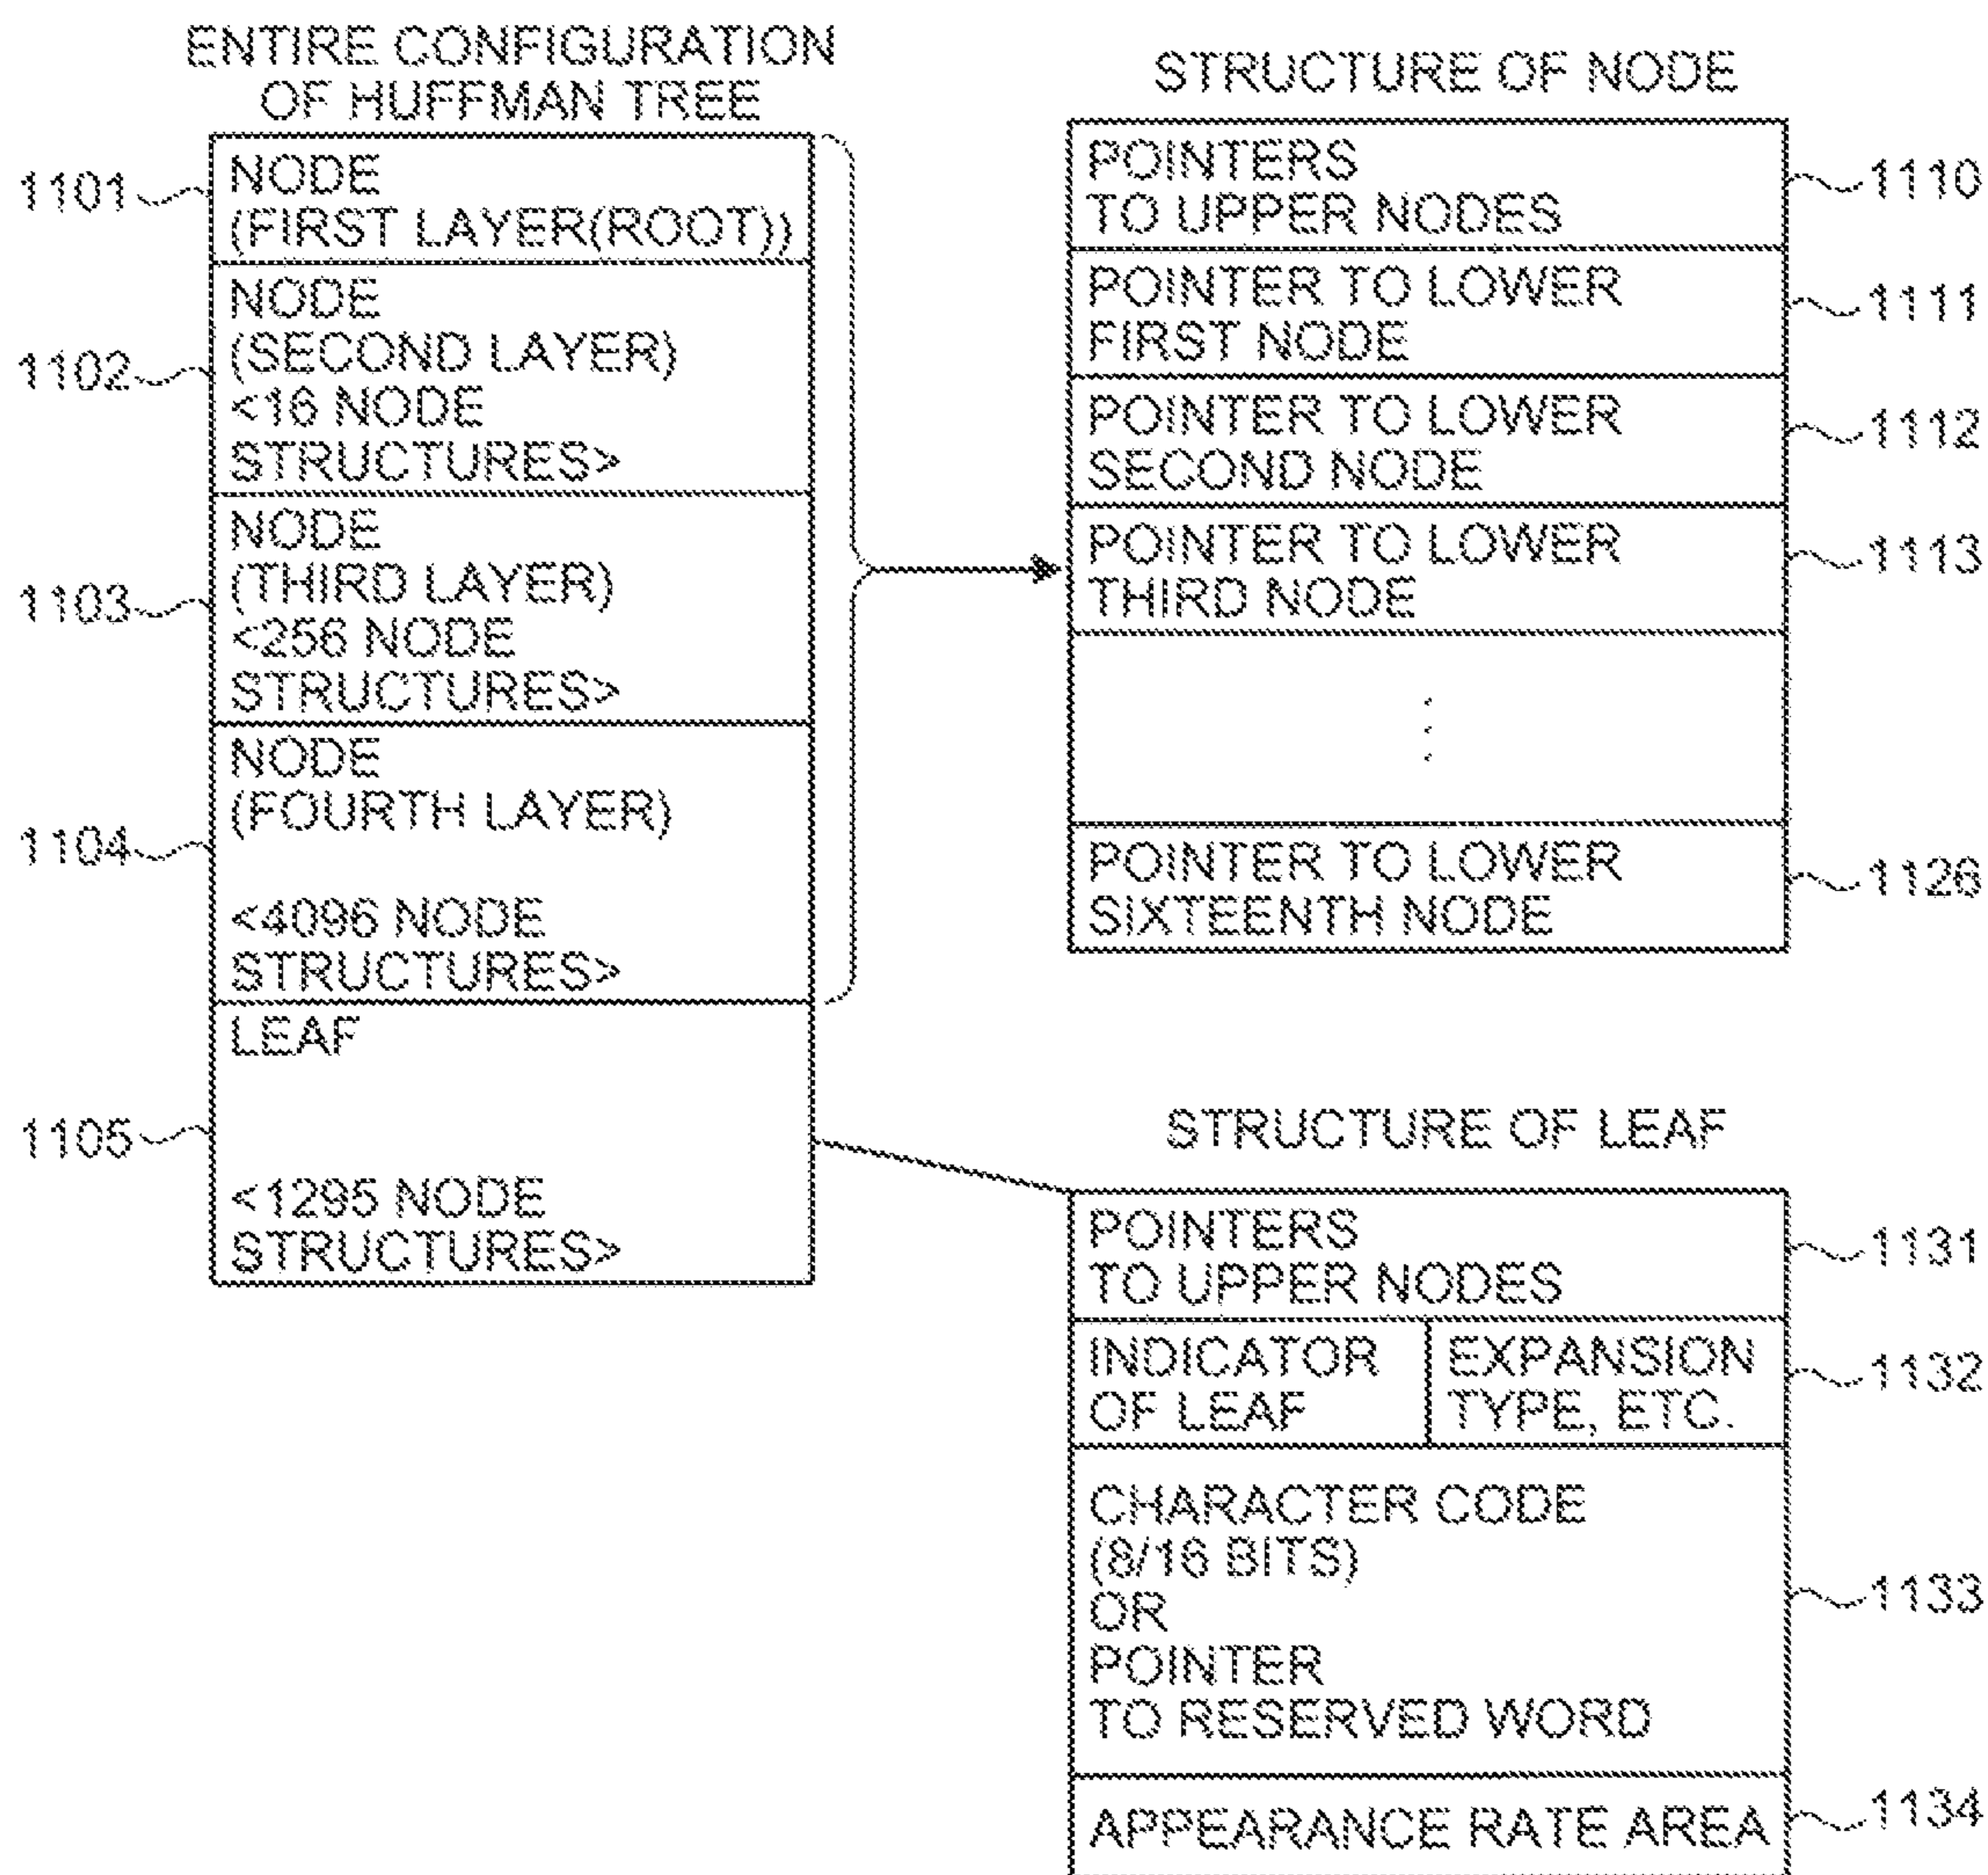 ENTIRE CONFIGURATION
OF HUFFMAN TREE
1101
NODE
(FIRST LAYER(ROOT))
1102
NODE
(SECOND LAYER)
<16 NODE
STRUCTURES>
1103
NODE
(THIRD LAYER)
<256 NODE
STRUCTURES>
1104
NODE
(FOURTH LAYER)
<4096 NODE
STRUCTURES>
1105
LEAF
<1295 NODE
STRUCTURES>
STRUCTURE OF NODE
POINTERS
TO UPPER NODES
1110
POINTER TO LOWER
FIRST NODE
1111
POINTER TO LOWER
SECOND NODE
1112
POINTER TO LOWER
THIRD NODE
1113
POINTER TO LOWER
SIXTEENTH NODE
1126
STRUCTURE OF LEAF
POINTERS
TO UPPER NODES
1131
INDICATOR
OF LEAF
EXPANSION
TYPE, ETC.
1132
CHARACTER CODE
(8/16 BITS)
OR
POINTER
TO RESERVED WORD
1133
APPEARANCE RATE AREA
1134